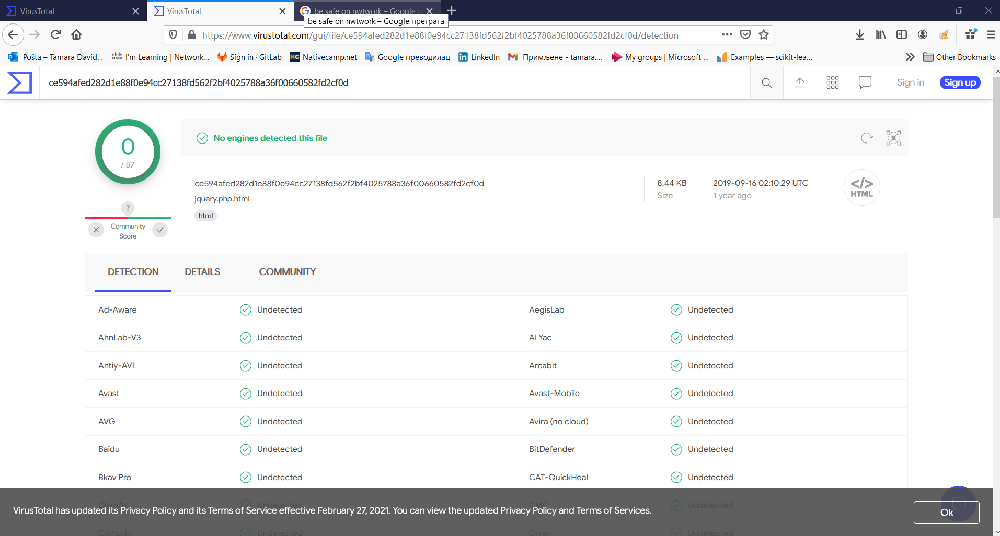 VirusTotal
VirusTotal
be safe on nwtwork – Google п
be safe on nwtwork – Google претрага
https://www.virustotal.com/gui/file/ce594afed282d1e88f0e94cc27138fd562f2bf4025788a36f00660582fd2cf0d/detection
Pošta – Tamara David... I'm Learning | Network... Sign in · GitLab Nativecamp.net Google преводилац LinkedIn Примљене - tamara.... My groups | Microsoft ... Examples — scikit-lea... Other Bookmarks
ce594afed282d1e88f0e94cc27138fd562f2bf4025788a36f00660582fd2cf0d
Sign in
Sign up
0
/ 57
?
Community
Score
No engines detected this file
ce594afed282d1e88f0e94cc27138fd562f2bf4025788a36f00660582fd2cf0d
jquery.php.html
html
8.44 KB
Size
2019-09-16 02:10:29 UTC
1 year ago
</>
HTML
DETECTION DETAILS COMMUNITY
Ad-Aware Undetected AegisLab Undetected
AhnLab-V3 Undetected ALYac Undetected
Antiy-AVL Undetected Arcabit Undetected
Avast Undetected Avast-Mobile Undetected
AVG Undetected Avira (no cloud) Undetected
Baidu Undetected BitDefender Undetected
Bkav Pro Undetected CAT-QuickHeal Undetected
ClamAV Undetected CMC Undetected
VirusTotal has updated its Privacy Policy and its Terms of Service effective February 27, 2021. You can view the updated Privacy Policy and Terms of Services.
Ok
Comodo Undetected Cyren Undetected